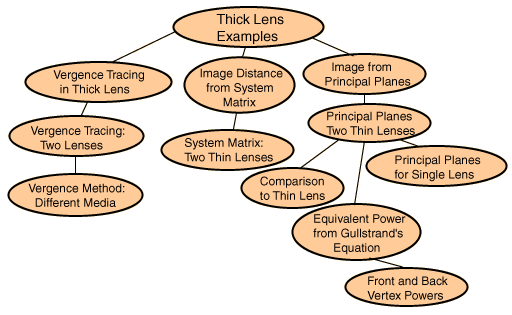 Thick Lens
Examples
Vergence Tracing
in Thick Lens
Image Distance
from System
Matrix
Image from
Principal Planes
Vergence Tracing:
Two Lenses
System Matrix:
Two Thin Lenses
Principal Planes
Two Thin Lenses
Vergence Method:
Different Media
Comparison
to Thin Lens
Principal Planes
for Single Lens
Equivalent Power
from Gullstrand's
Equation
Front and Back
Vertex Powers